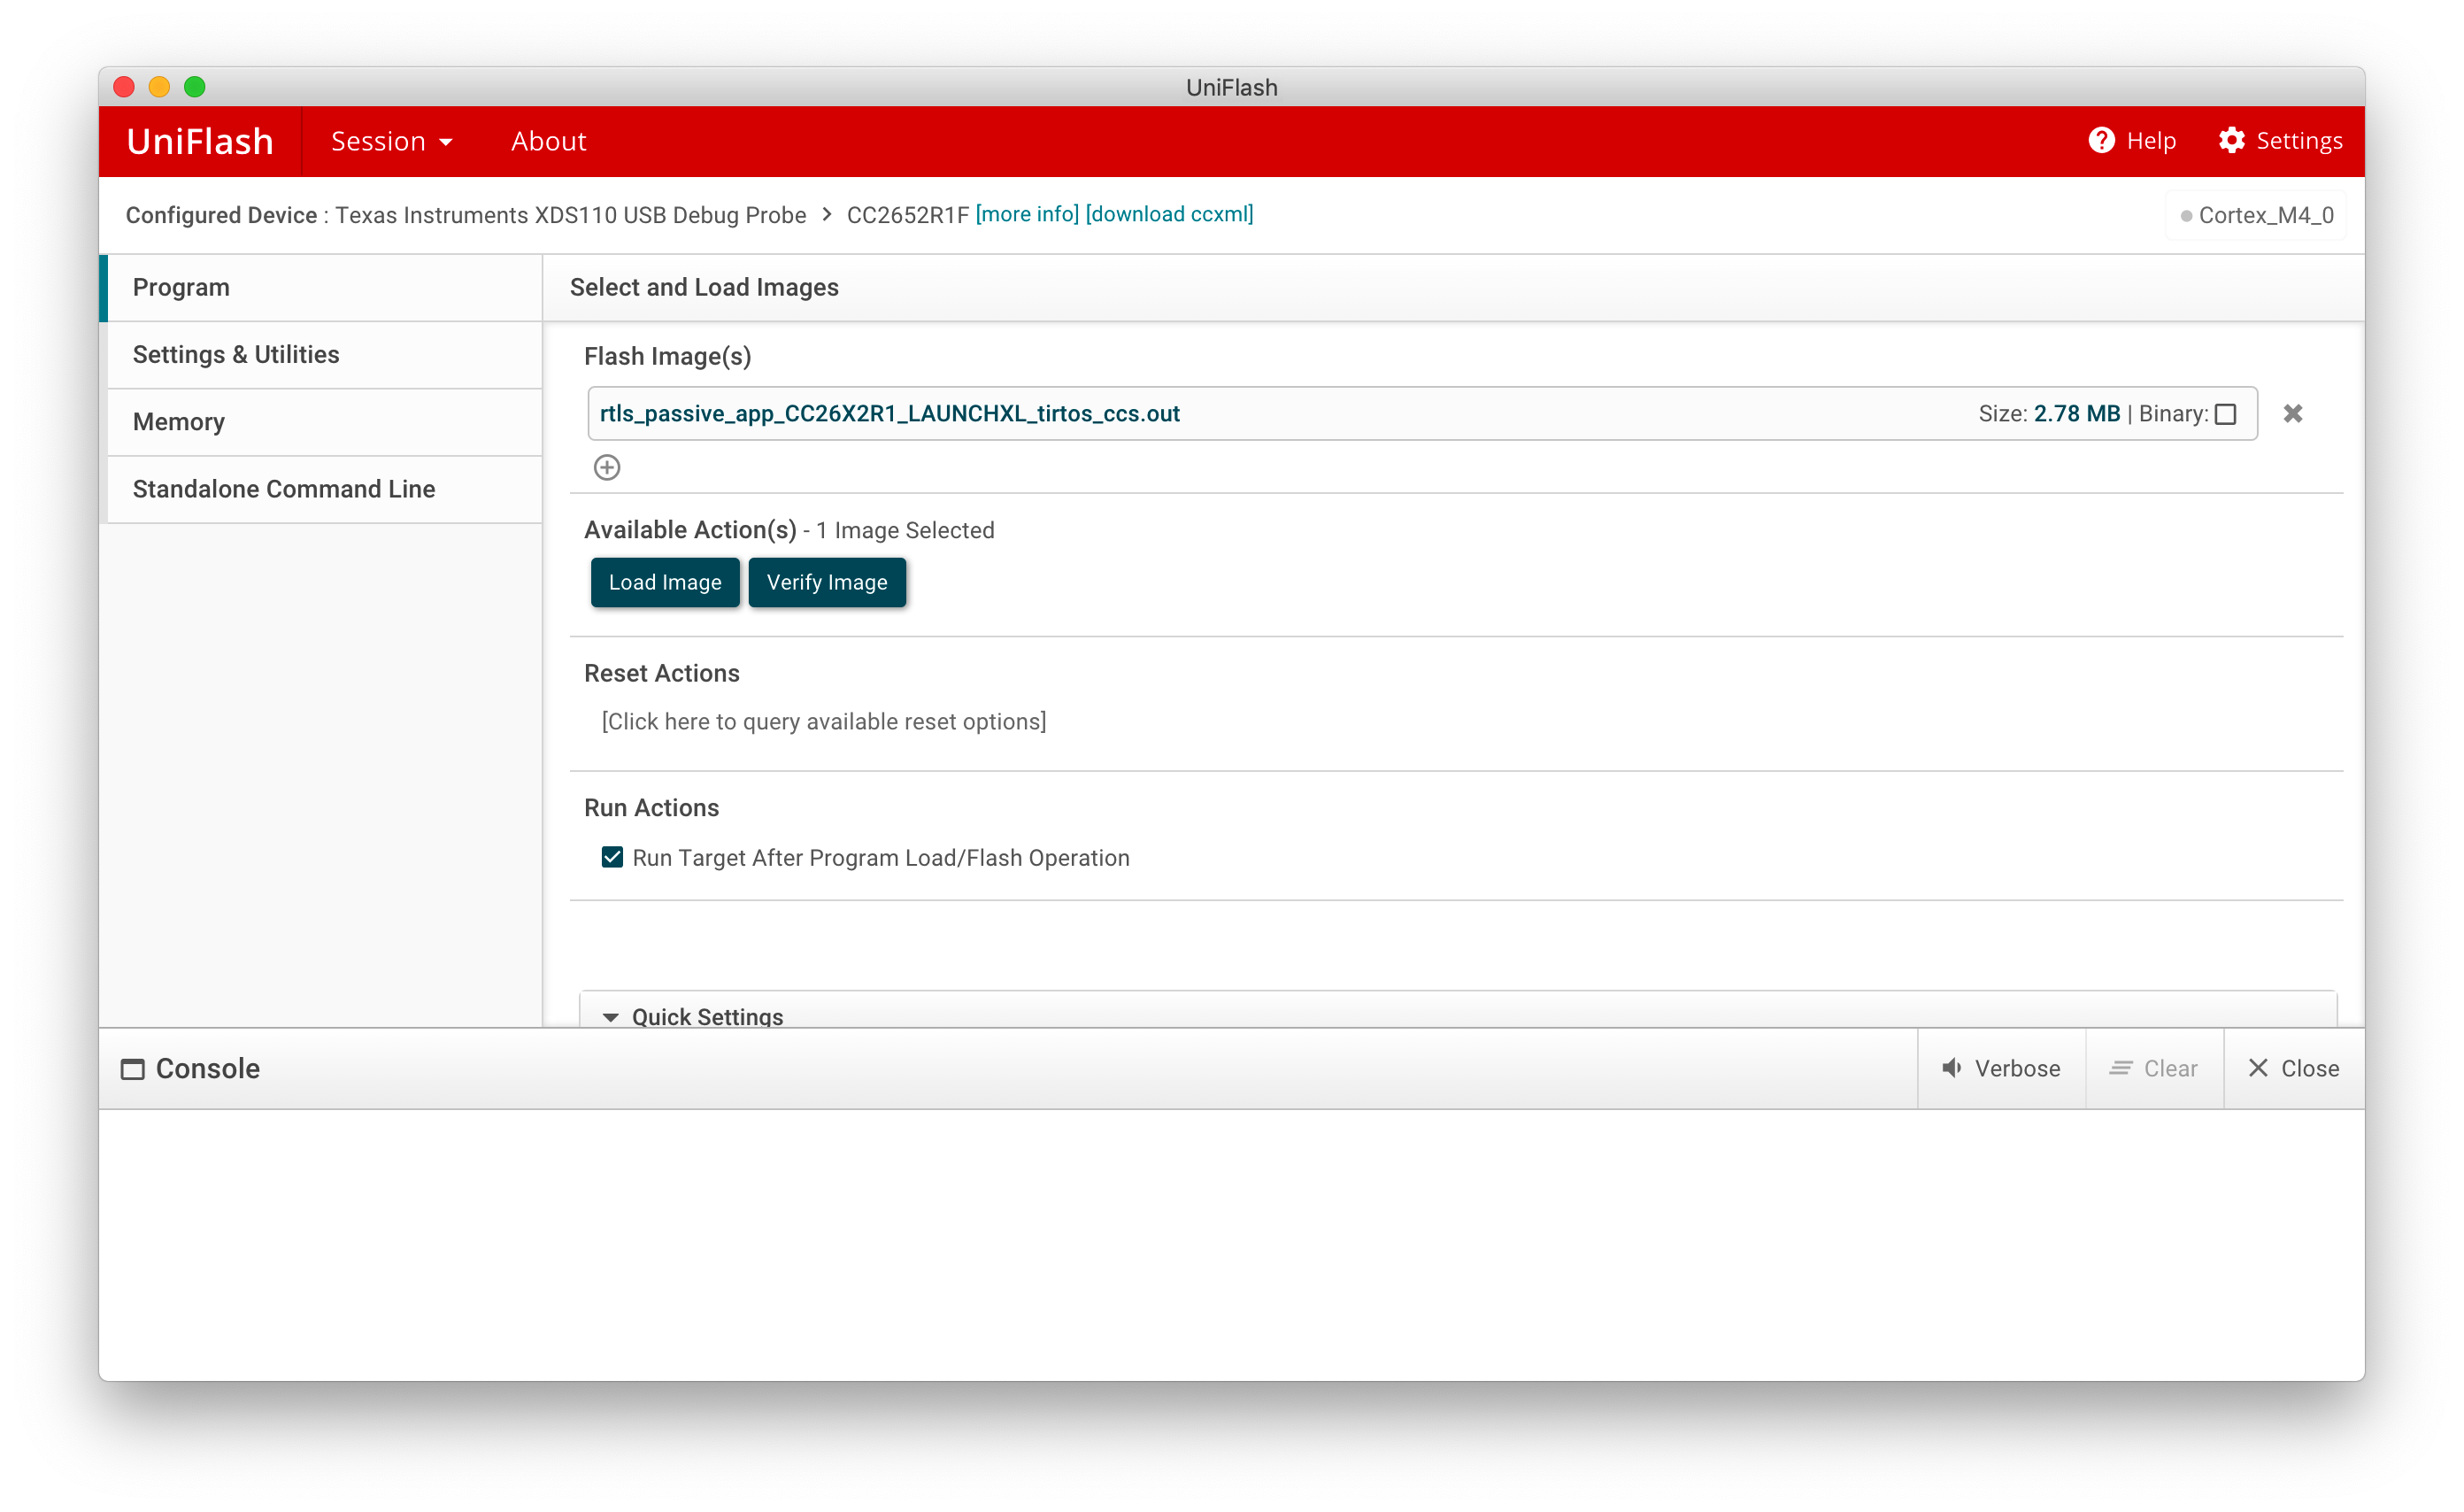 UniFlash
UniFlash Session About Help Settings
Configured Device : Texas Instruments XDS110 USB Debug Probe > CC2652R1F [more info] [download ccxml] Cortex_M4_0
Program
Settings & Utilities
Memory
Standalone Command Line
Select and Load Images
Flash Image(s)
rtls_passive_app_CC26X2R1_LAUNCHXL_tirtos_ccs.out Size: 2.78 MB | Binary:
Available Action(s) - 1 Image Selected
Load Image Verify Image
Reset Actions
[Click here to query available reset options]
Run Actions
Run Target After Program Load/Flash Operation
Quick Settings
Console Verbose Clear Close